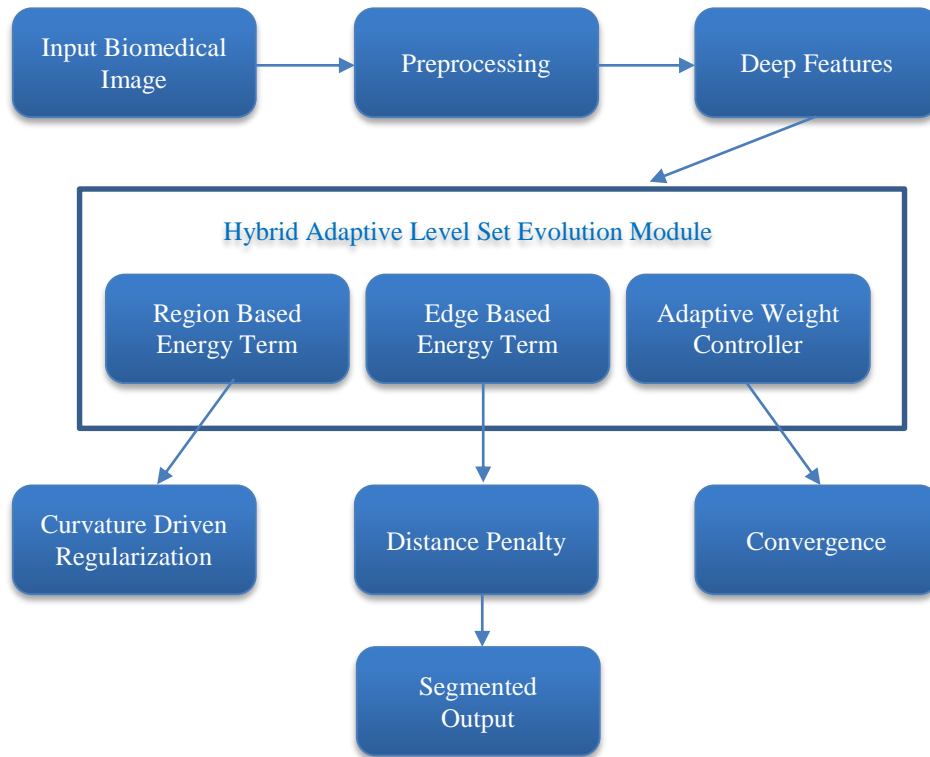 Input Biomedical
Image
Preprocessing
Deep Features
Hybrid Adaptive Level Set Evolution Module
Region Based
Energy Term
Edge Based
Energy Term
Adaptive Weight
Controller
Curvature Driven
Regularization
Distance Penalty
Convergence
Segmented
Output